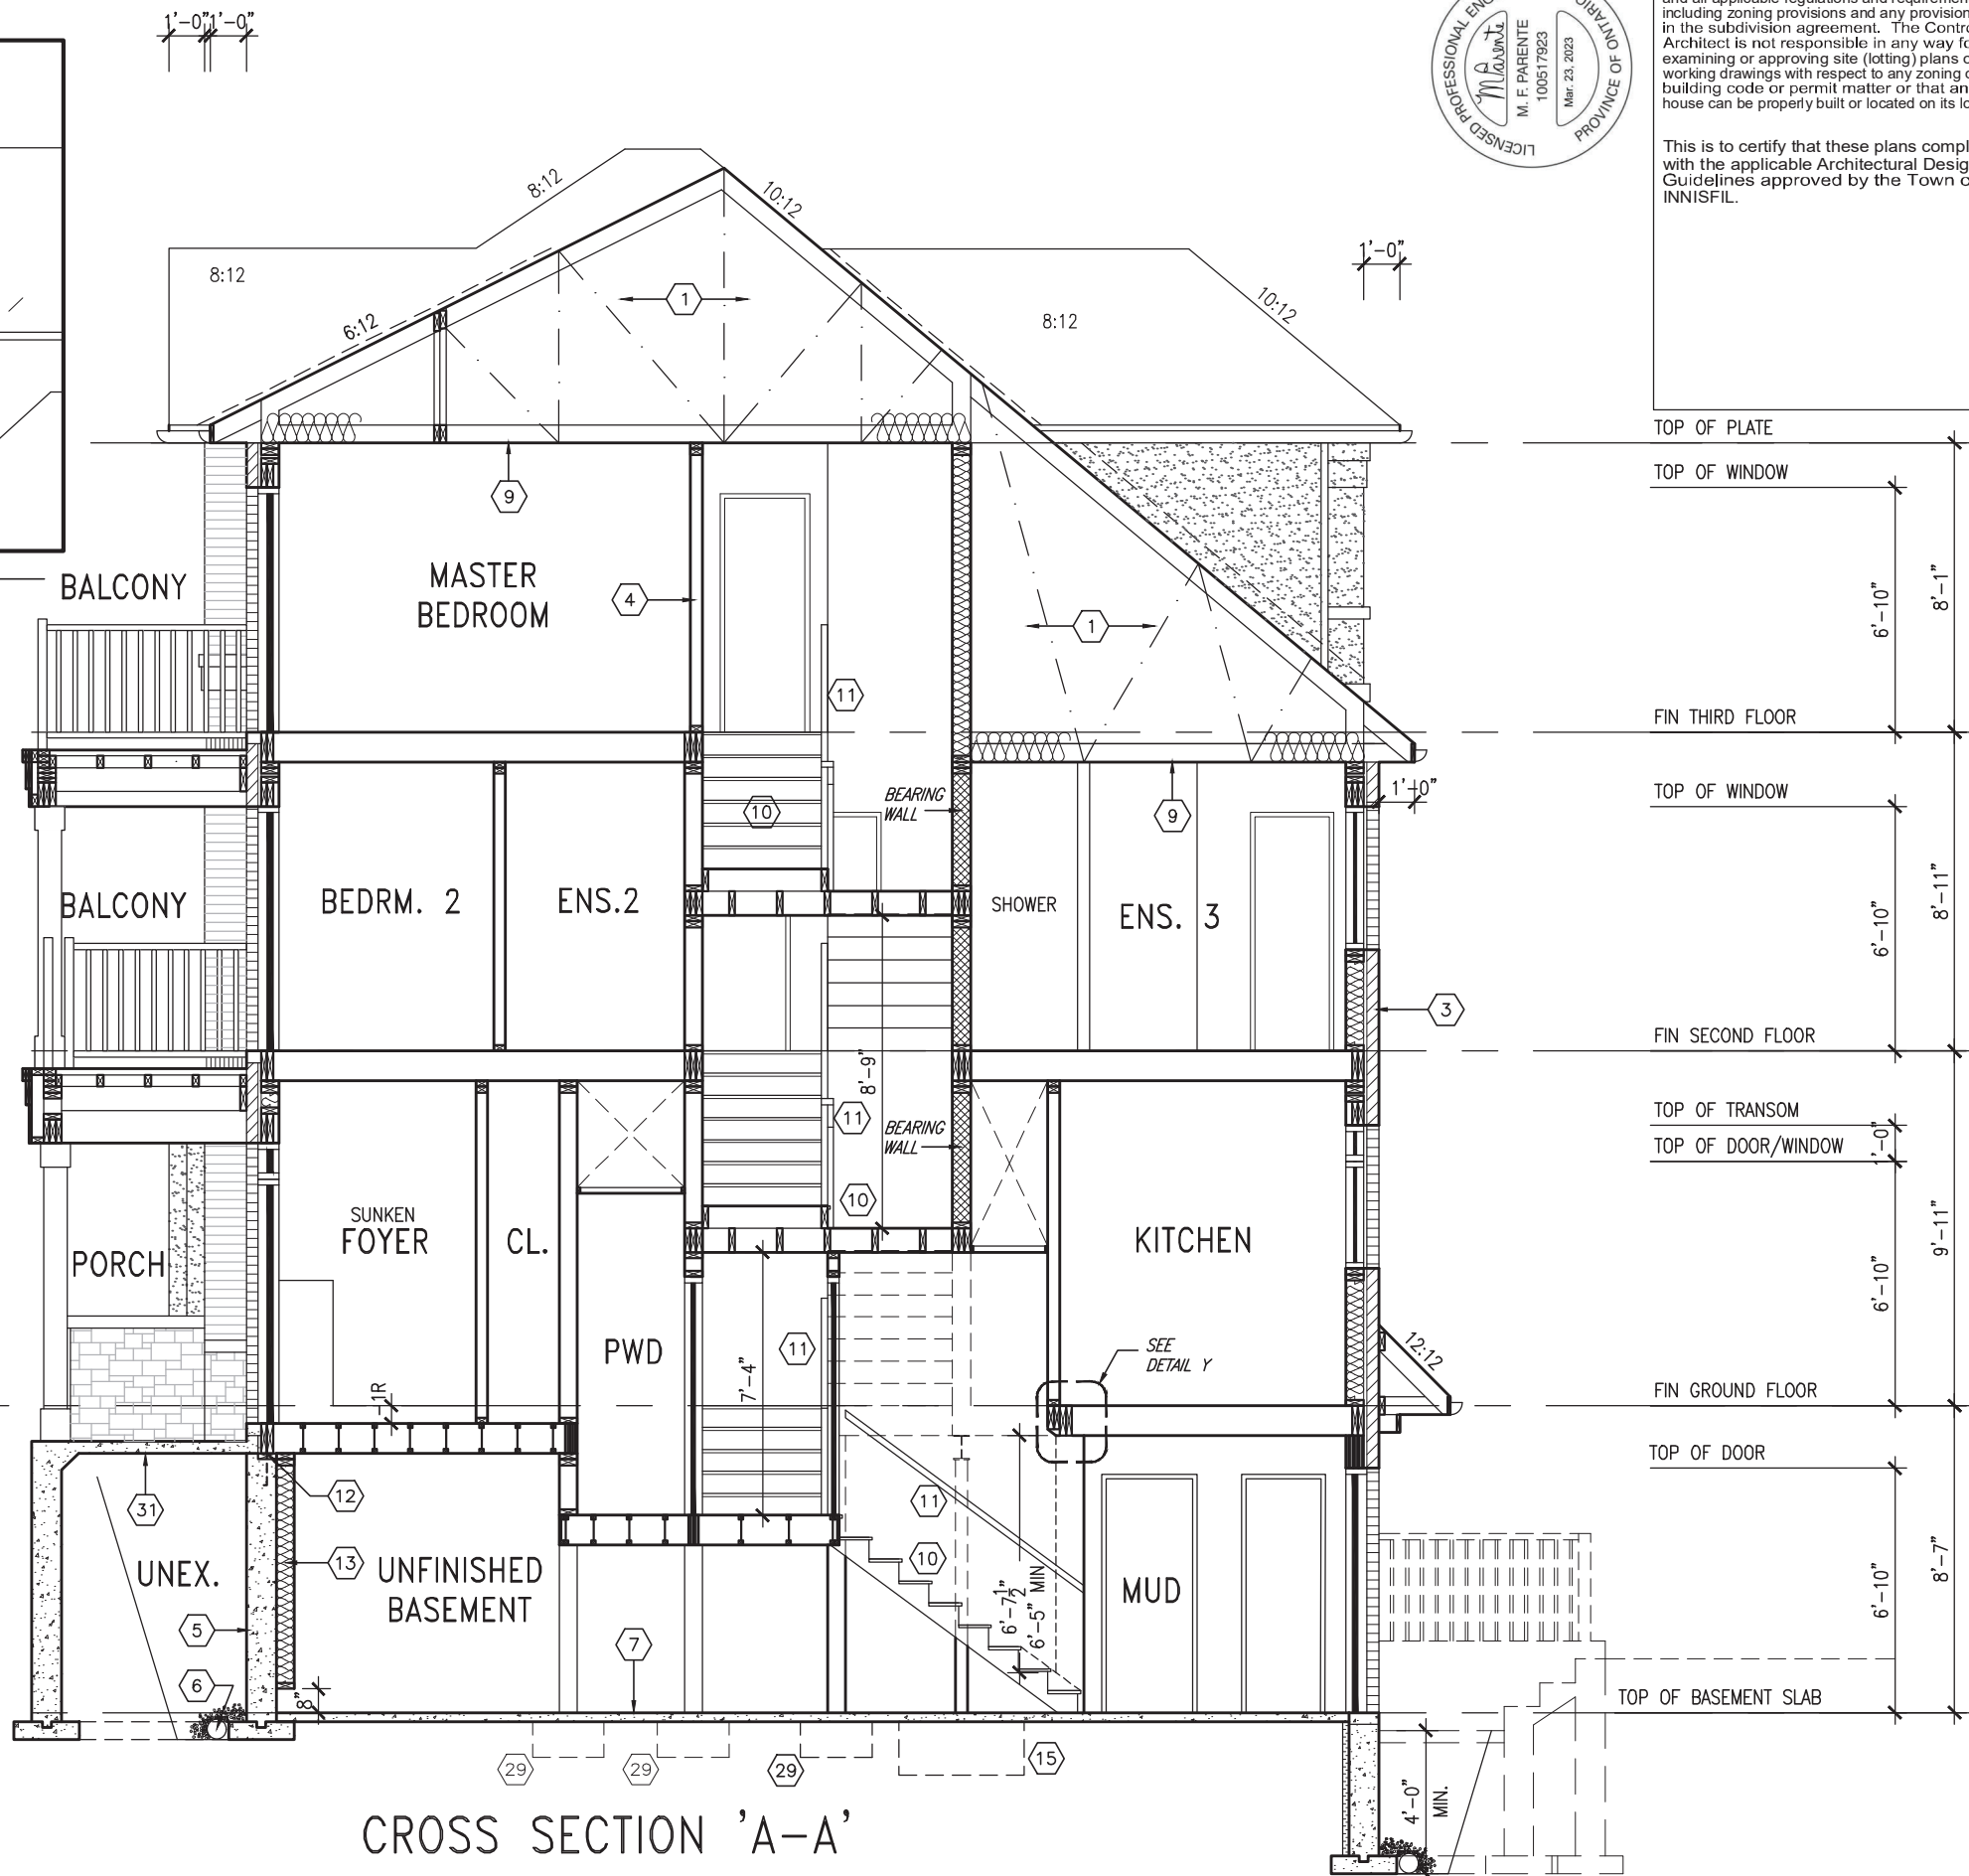 1'-0" 1'-0"
LICENSED PROFESSIONAL
PROVINCE OF ONTARIO
M. F. PARENTE
100517923
Mar. 23, 2023
including zoning provisions and any provision
in the subdivision agreement. The
Architect is not responsible in any way
examining or approving site (lotting) plans
working drawings with respect to any zoning
building code or permit matter or that
house can be properly built or located on its
This is to certify that these plans
with the applicable Architectural
Guidelines approved by the Town
INNISFIL.
8:12
10:12
8:12
6:12
1
8:12
10:12
1'-0"
TOP OF PLATE
TOP OF WINDOW
9
MASTER
BEDROOM
4
BALCONY
11
1
6'-10"
8'-1"
FIN THIRD FLOOR
TOP OF WINDOW
1'-0"
BEARING
WALL
10
9
BALCONY
BEDRM. 2
ENS.2
SHOWER
ENS. 3
6'-10"
8'-11"
3
FIN SECOND FLOOR
8'-9"
11
BEARING
WALL
TOP OF TRANSOM
1'-0"
TOP OF DOOR/WINDOW
10
SUNKEN
FOYER
CL.
KITCHEN
PORCH
PWD
11
7'-4"
SEE
DETAIL Y
12:12
6'-10"
9'-11"
1R
FIN GROUND FLOOR
TOP OF DOOR
31
12
11
10
13
UNEX.
UNFINISHED
BASEMENT
6'-7 1/2"
6'-5" MIN
MUD
6'-10"
8'-7"
5
7
6
8"
TOP OF BASEMENT SLAB
29
29
29
15
4'-0"
MIN.
CROSS SECTION 'A-A'